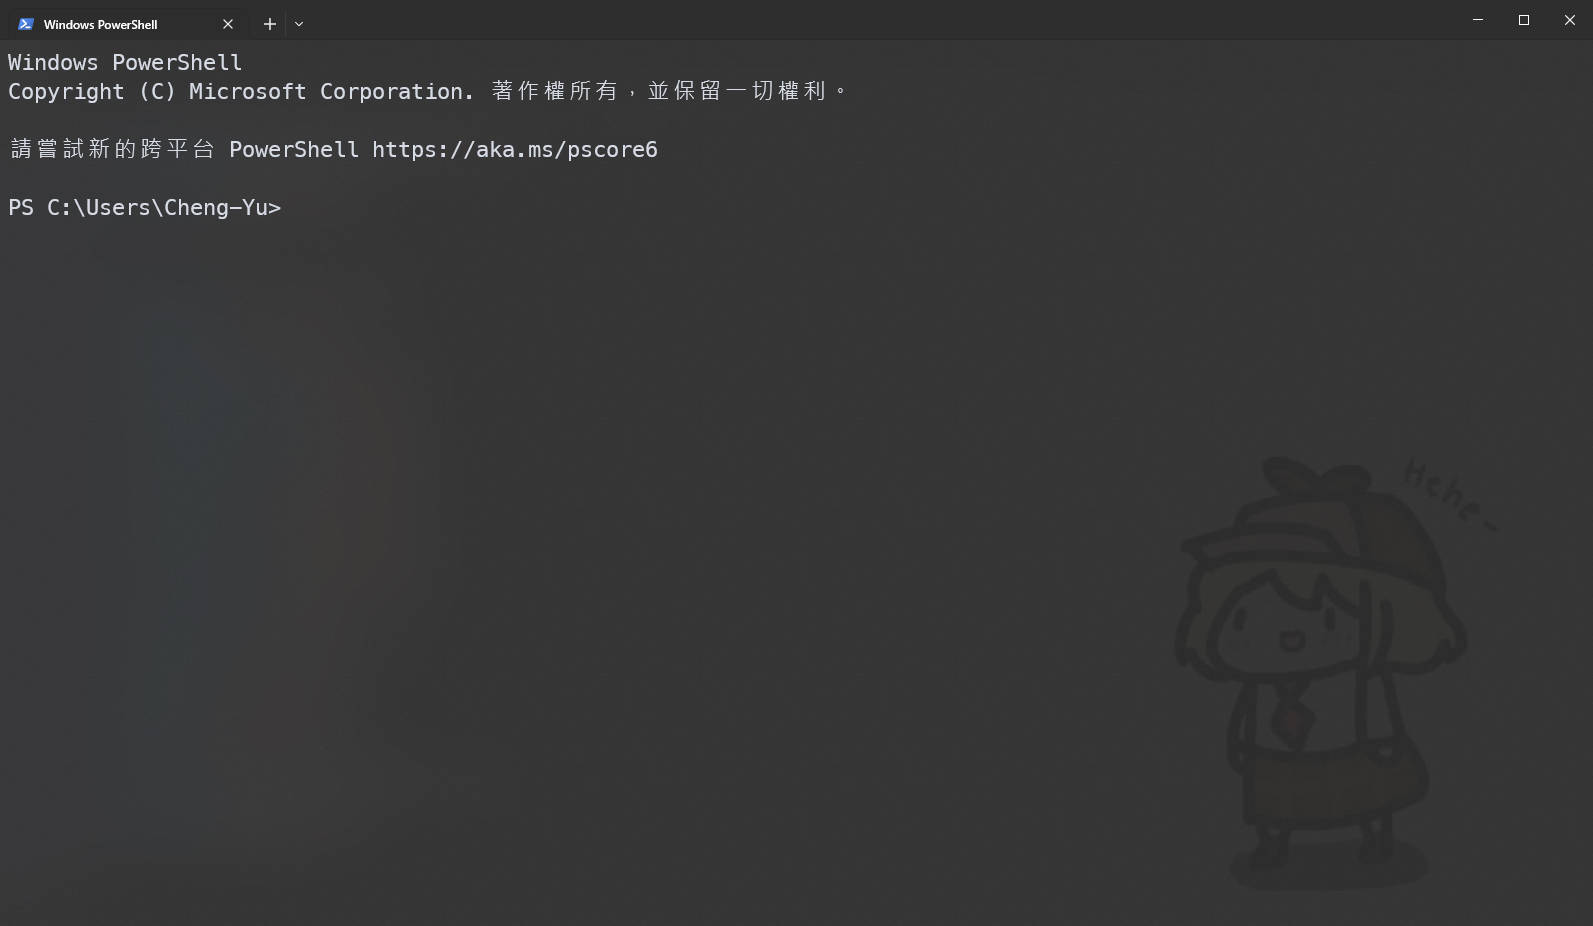 Windows PowerShell
Windows PowerShell
Copyright (C) Microsoft Corporation. 著作權所有，並保留一切權利。
請嘗試新的跨平台 PowerShell https://aka.ms/pscore6
PS C:\Users\Cheng-Yu>
Hehe~